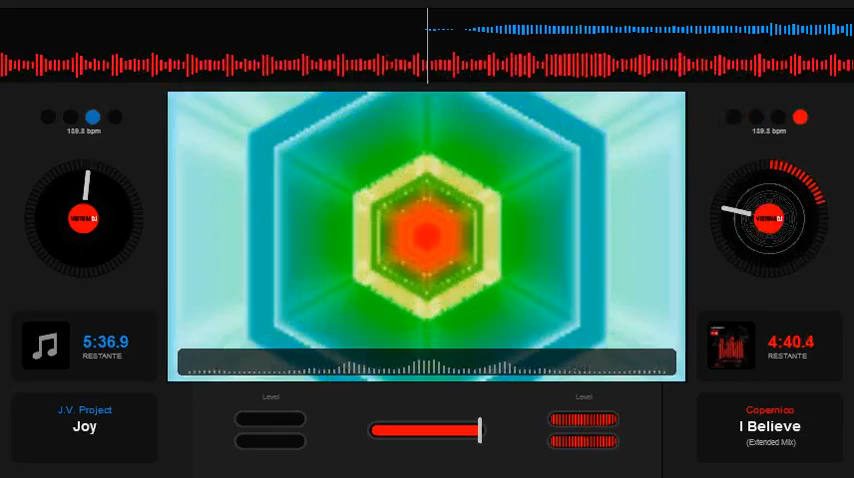 139.8 bpm
139.8 bpm
5:36.9
RESTANTE
4:40.4
RESTANTE
J.V. Project
Joy
Level
Level
Copernico
I Believe
(Extended Mix)